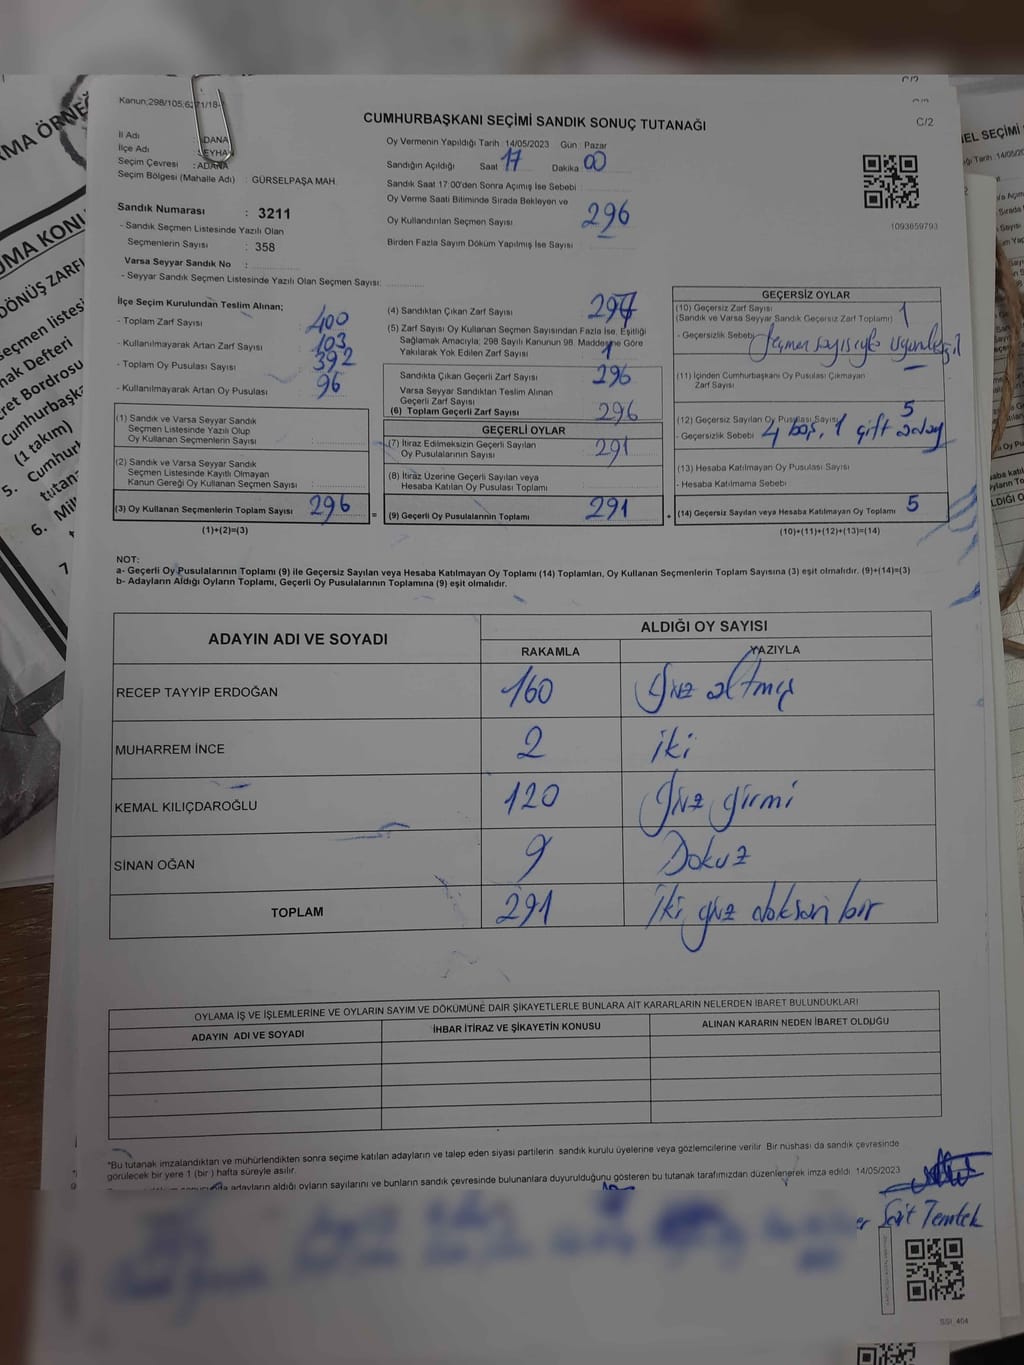 Kanun;298/105;6271/18-
CUMHURBAŞKANI SEÇİMİ SANDIK SONUÇ TUTANAĞI
C/2
İl Adı : ADANA
İlçe Adı : SEYHAN
Seçim Çevresi : ADANA
Seçim Bölgesi (Mahalle Adı) : GÜRSELPAŞA MAH.
Oy Vermenin Yapıldığı Tarih 14/05/2023 Gün Pazar
Sandığın Açıldığı Saat 17 Dakika 00
Sandık Saat 17:00'den Sonra Açımış İse Sebebi
Oy Verme Saati Bitiminde Sırada Bekleyen ve
Oy Kullandırılan Seçmen Sayısı 296
Birden Fazla Sayım Döküm Yapılmış İse Sayısı
1093659793
Sandık Numarası : 3211
- Sandık Seçmen Listesinde Yazılı Olan
Seçmenlerin Sayısı : 358
Varsa Seyyar Sandık No :
- Seyyar Sandık Seçmen Listesinde Yazılı Olan Seçmen Sayısı:
İlçe Seçim Kurulundan Teslim Alınan;
- Toplam Zarf Sayısı : 400
- Kullanılmayarak Artan Zarf Sayısı : 103
- Toplam Oy Pusulası Sayısı : 392
- Kullanılmayarak Artan Oy Pusulası : 96
(1) Sandık ve Varsa Seyyar Sandık
Seçmen Listesinde Yazılı Olup
Oy Kullanan Seçmenlerin Sayısı :
(2) Sandık ve Varsa Seyyar Sandık
Seçmen Listesinde Kayıtlı Olmayan
Kanun Gereği Oy Kullanan Seçmen Sayısı :
(3) Oy Kullanan Seçmenlerin Toplam Sayısı 296
(1)+(2)=(3)
(4) Sandıktan Çıkan Zarf Sayısı 297
(5) Zarf Sayısı Oy Kullanan Seçmen Sayısından Fazla İse, Eşitliği
Sağlamak Amacıyla; 298 Sayılı Kanunun 98. Maddesine Göre
Yakılarak Yok Edilen Zarf Sayısı 1
Sandıkta Çıkan Geçerli Zarf Sayısı 296
Varsa Seyyar Sandıktan Teslim Alınan
Geçerli Zarf Sayısı
(6) Toplam Geçerli Zarf Sayısı 296
GEÇERLİ OYLAR
(7) İtiraz Edilmeksizin Geçerli Sayılan
Oy Pusulalarının Sayısı 291
(8) İtiraz Üzerine Geçerli Sayılan veya
Hesaba Katılan Oy Pusulası Toplamı
= (9) Geçerli Oy Pusulalarının Toplamı 291
GEÇERSİZ OYLAR
(10) Geçersiz Zarf Sayısı 1
(Sandık ve Varsa Seyyar Sandık Geçersiz Zarf Toplamı)
- Geçersizlik Sebebi Seçmen sayısıyla
(11) İçinden Cumhurbaşkanı Oy Pusulası Çıkmayan
Zarf Sayısı
(12) Geçersiz Sayılan Oy Pusulası Sayısı 5
- Geçersizlik Sebebi 4 boş, 1 çift aday
(13) Hesaba Katılmayan Oy Pusulası Sayısı
- Hesaba Katılmama Sebebi
+ (14) Geçersiz Sayılan veya Hesaba Katılmayan Oy Toplamı 5
(10)+(11)+(12)+(13)=(14)
NOT:
a- Geçerli Oy Pusulalarının Toplamı (9) ile Geçersiz Sayılan veya Hesaba Katılmayan Oy Toplamı (14) Toplamları, Oy Kullanan Seçmenlerin Toplam Sayısına (3) eşit olmalıdır. (9)+(14)=(3)
b- Adayların Aldığı Oyların Toplamı, Geçerli Oy Pusulalarının Toplamına (9) eşit olmalıdır.
ADAYIN ADI VE SOYADI
ALDIĞI OY SAYISI
RAKAMLA YAZIYLA
RECEP TAYYİP ERDOĞAN 160 Yüz altmış
MUHARREM İNCE 2 iki
KEMAL KILIÇDAROĞLU 120 Yüz yirmi
SİNAN OĞAN 9 Dokuz
TOPLAM 291 İki yüz doksan bir
OYLAMA İŞ VE İŞLEMLERİNE VE OYLARIN SAYIM VE DÖKÜMÜNE DAİR ŞİKAYETLERLE BUNLARA AİT KARARLARIN NELERDEN İBARET BULUNDUKLARI
ADAYIN ADI VE SOYADI İHBAR İTİRAZ VE ŞİKAYETİN KONUSU ALINAN KARARIN NEDEN İBARET OLDUĞU
*Bu tutanak imzalandıktan ve mühürlendikten sonra seçime katılan adayların ve talep eden siyasi partilerin sandık kurulu üyelerine veya gözlemcilerine verilir. Bir nüshası da sandık çevresinde
görülecek bir yere 1 (bir ) hafta süreyle asılır.
adayların aldığı oyların sayılarını ve bunların sandık çevresinde bulunanlara duyurulduğunu gösteren bu tutanak tarafımızdan düzenlenerek imza edildi. 14/05/2023
Sait Temtek
SSI_464